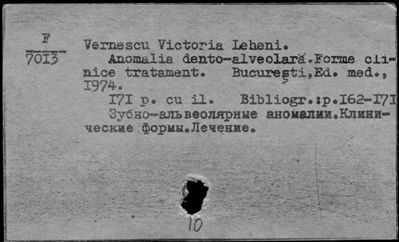 F
7013
Vernescu Victoria Leheni.
Anomalia dento-alveolară.Forme cli-
nice tratament. București,Ed. med.,
1974.
171 p. cu il. Bibliogr.:p.162-171
Зубно-альвеолярные аномалии.Клини-
ческие формы.Лечение.
10